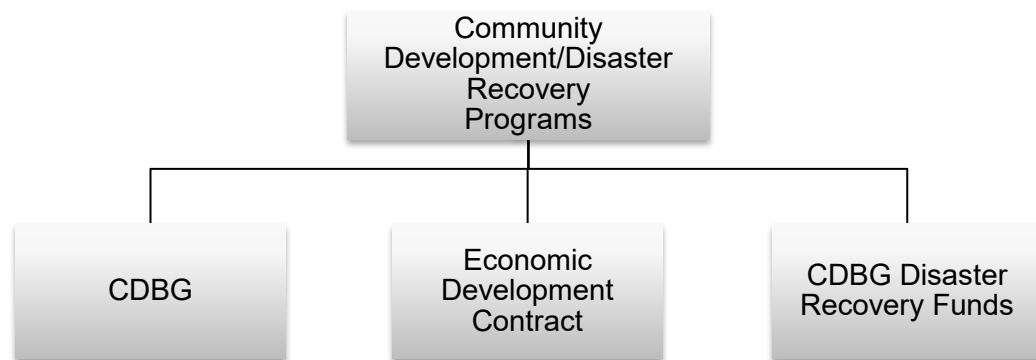 Community
Development/Disaster
Recovery
Programs
CDBG
Economic
Development
Contract
CDBG Disaster
Recovery Funds